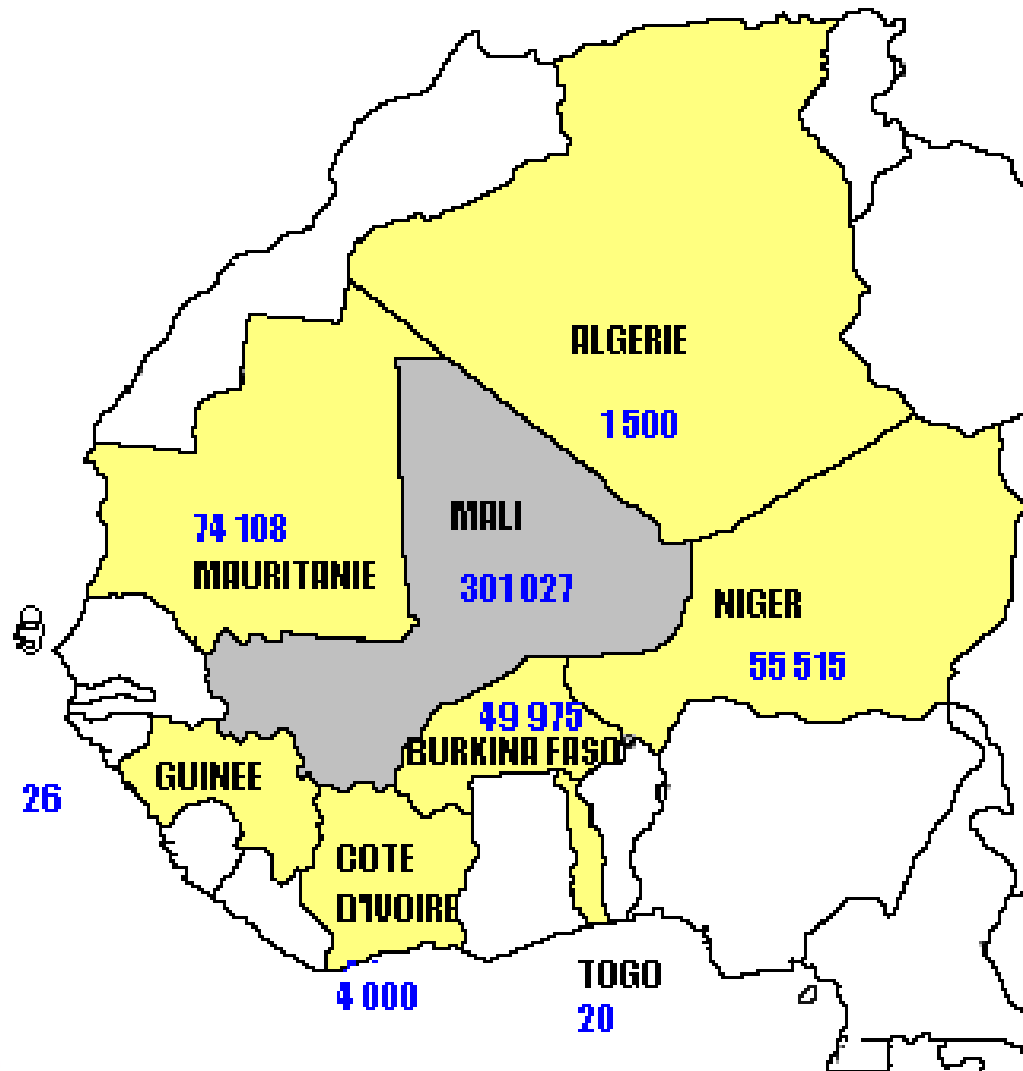 ALGERIE
1 500
MALI
74 108
MAURITANIE
301 027
NIGER
55 515
49 975
BURKINA FASO
GUINEE
26
COTE
D'IVOIRE
4 000
TOGO
20